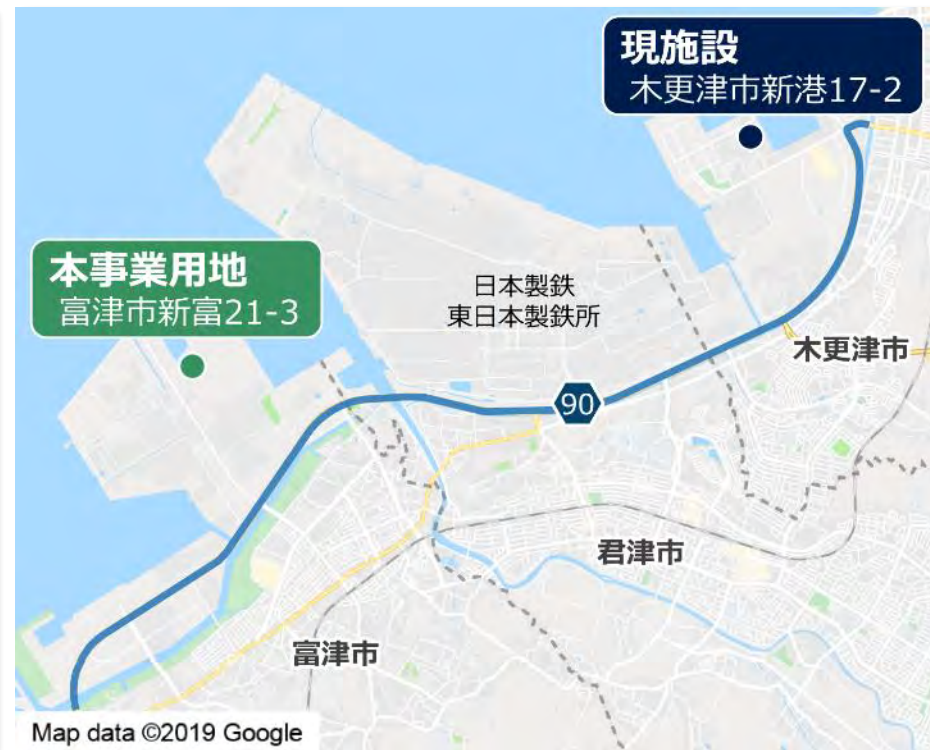 現施設
木更津市新港17-2
本事業用地
富津市新富21-3
日本製鉄
東日本製鉄所
木更津市
90
君津市
富津市
Map data ©2019 Google